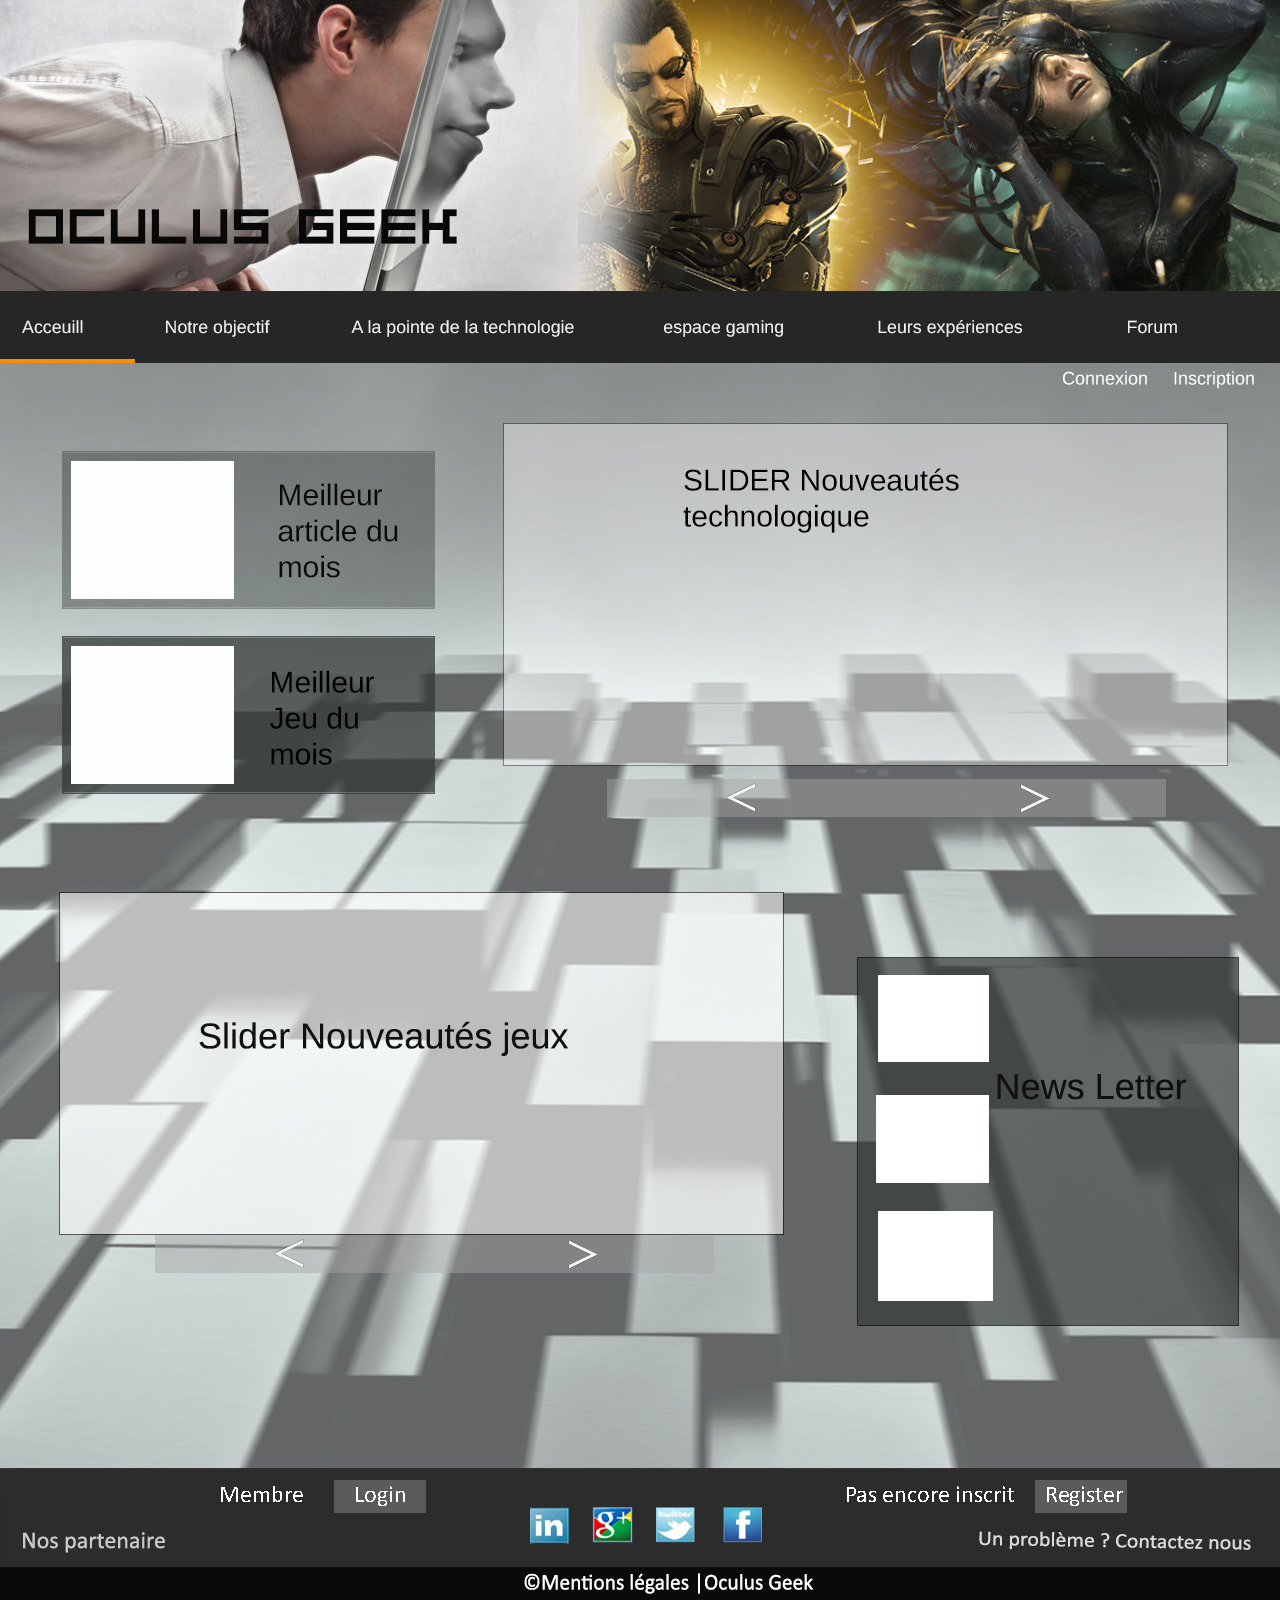 OCULUS GEEK
Acceuill Notre objectif A la pointe de la technologie espace gaming Leurs expériences Forum
Connexion Inscription
Meilleur
article du
mois
SLIDER Nouveautés
technologique
Meilleur
Jeu du
mois
< >
Slider Nouveautés jeux
News Letter
< >
Membre Login Pas encore inscrit Register
in g+ twitter f
Nos partenaire Un problème ? Contactez nous
©Mentions légales |Oculus Geek